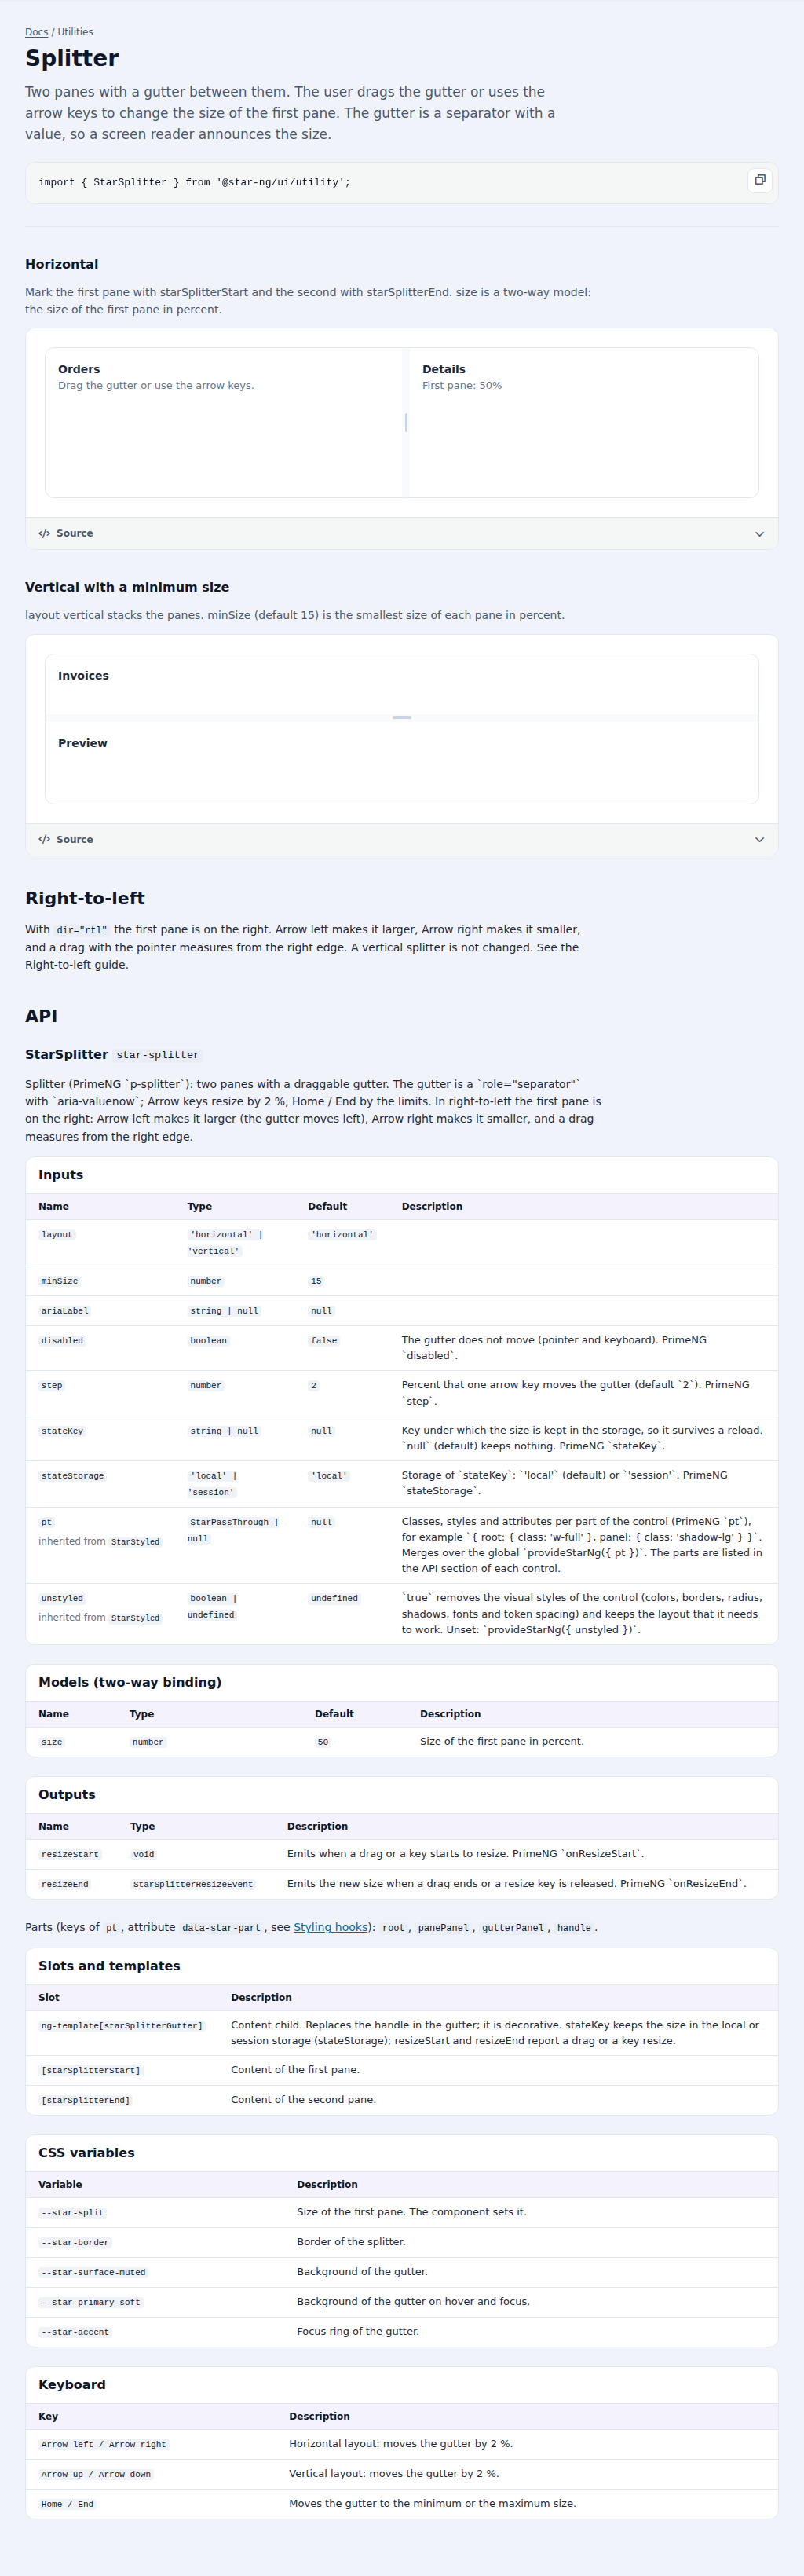 Docs / Utilities
Splitter
Two panes with a gutter between them. The user drags the gutter or uses the
arrow keys to change the size of the first pane. The gutter is a separator with a
value, so a screen reader announces the size.
import { StarSplitter } from '@star-ng/ui/utility';
Horizontal
Mark the first pane with starSplitterStart and the second with starSplitterEnd. size is a two-way model:
the size of the first pane in percent.
Orders
Drag the gutter or use the arrow keys.
Details
First pane: 50%
Source
Vertical with a minimum size
layout vertical stacks the panes. minSize (default 15) is the smallest size of each pane in percent.
Invoices
Preview
Source
Right-to-left
With dir="rtl" the first pane is on the right. Arrow left makes it larger, Arrow right makes it smaller,
and a drag with the pointer measures from the right edge. A vertical splitter is not changed. See the
Right-to-left guide.
API
StarSplitter star-splitter
Splitter (PrimeNG `p-splitter`): two panes with a draggable gutter. The gutter is a `role="separator"`
with `aria-valuenow`; Arrow keys resize by 2 %, Home / End by the limits. In right-to-left the first pane is
on the right: Arrow left makes it larger (the gutter moves left), Arrow right makes it smaller, and a drag
measures from the right edge.
Inputs
Name Type Default Description
layout 'horizontal' | 'horizontal'
'vertical'
minSize number 15
ariaLabel string | null null
disabled boolean false The gutter does not move (pointer and keyboard). PrimeNG
`disabled`.
step number 2 Percent that one arrow key moves the gutter (default `2`). PrimeNG
`step`.
stateKey string | null null Key under which the size is kept in the storage, so it survives a reload.
`null` (default) keeps nothing. PrimeNG `stateKey`.
stateStorage 'local' | 'local' Storage of `stateKey`: `'local'` (default) or `'session'`. PrimeNG
'session' `stateStorage`.
pt StarPassThrough | null Classes, styles and attributes per part of the control (PrimeNG `pt`),
inherited from StarStyled null for example `{ root: { class: 'w-full' }, panel: { class: 'shadow-lg' } }`.
Merges over the global `provideStarNg({ pt })`. The parts are listed in
the API section of each control.
unstyled boolean | undefined `true` removes the visual styles of the control (colors, borders, radius,
inherited from StarStyled undefined shadows, fonts and token spacing) and keeps the layout that it needs
to work. Unset: `provideStarNg({ unstyled })`.
Models (two-way binding)
Name Type Default Description
size number 50 Size of the first pane in percent.
Outputs
Name Type Description
resizeStart void Emits when a drag or a key starts to resize. PrimeNG `onResizeStart`.
resizeEnd StarSplitterResizeEvent Emits the new size when a drag ends or a resize key is released. PrimeNG `onResizeEnd`.
Parts (keys of pt, attribute data-star-part, see Styling hooks): root, panePanel, gutterPanel, handle.
Slots and templates
Slot Description
ng-template[starSplitterGutter] Content child. Replaces the handle in the gutter; it is decorative. stateKey keeps the size in the local or
session storage (stateStorage); resizeStart and resizeEnd report a drag or a key resize.
[starSplitterStart] Content of the first pane.
[starSplitterEnd] Content of the second pane.
CSS variables
Variable Description
--star-split Size of the first pane. The component sets it.
--star-border Border of the splitter.
--star-surface-muted Background of the gutter.
--star-primary-soft Background of the gutter on hover and focus.
--star-accent Focus ring of the gutter.
Keyboard
Key Description
Arrow left / Arrow right Horizontal layout: moves the gutter by 2 %.
Arrow up / Arrow down Vertical layout: moves the gutter by 2 %.
Home / End Moves the gutter to the minimum or the maximum size.